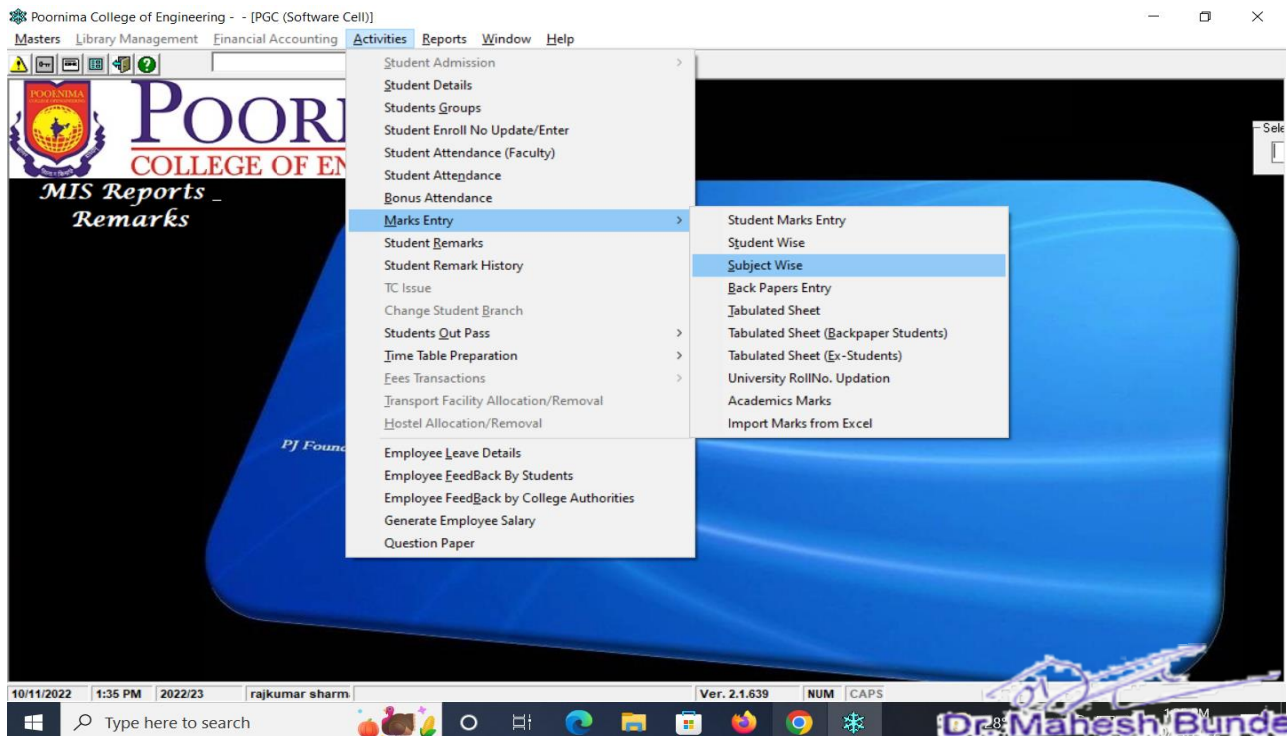 Poornima College of Engineering - - [PGC (Software Cell)]
Masters Library Management Financial Accounting Activities Reports Window Help
POORNIMA
POOR
COLLEGE OF EN
MIS Reports _
Remarks
Sele
Student Admission
Student Details
Students Groups
Student Enroll No Update/Enter
Student Attendance (Faculty)
Student Attendance
Bonus Attendance
Marks Entry
Student Remarks
Student Remark History
TC Issue
Change Student Branch
Students Out Pass
Time Table Preparation
Fees Transactions
Transport Facility Allocation/Removal
Hostel Allocation/Removal
Employee Leave Details
Employee FeedBack By Students
Employee FeedBack by College Authorities
Generate Employee Salary
Question Paper
Student Marks Entry
Student Wise
Subject Wise
Back Papers Entry
Tabulated Sheet
Tabulated Sheet (Backpaper Students)
Tabulated Sheet (Ex-Students)
University RollNo. Updation
Academics Marks
Import Marks from Excel
PJ Found
10/11/2022 1:35 PM 2022/23 rajkumar sharm Ver. 2.1.639 NUM CAPS
Type here to search
Dr. Mahesh Bunde